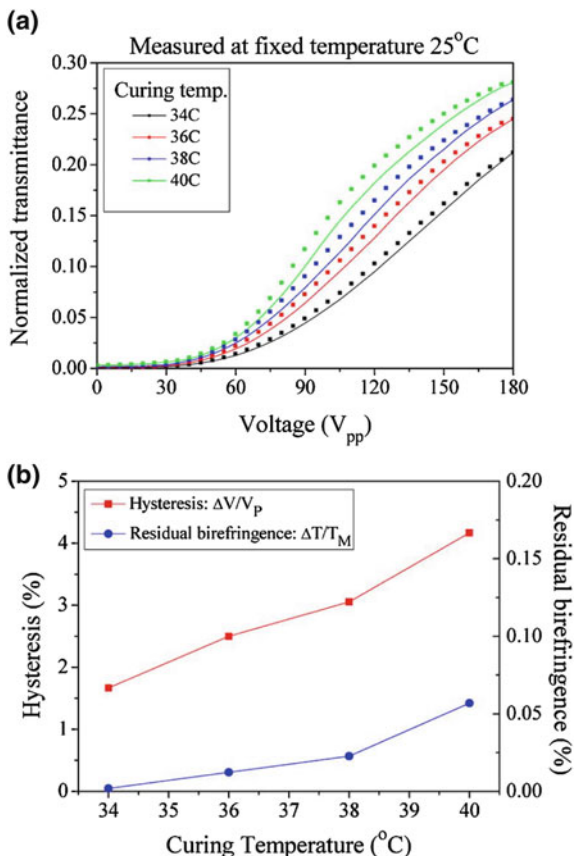 (a)
Measured at fixed temperature 25°C
0.30
0.25
0.20
0.15
0.10
0.05
0.00
Normalized transmittance
Curing temp.
34C
36C
38C
40C
0 30 60 90 120 150 180
Voltage (Vpp)
(b)
5
4
3
2
1
0
Hysteresis (%)
Hysteresis: ΔV/VP
Residual birefringence: ΔT/TM
0.20
0.15
0.10
0.05
0.00
Residual birefringence (%)
34 35 36 37 38 39 40
Curing Temperature (°C)